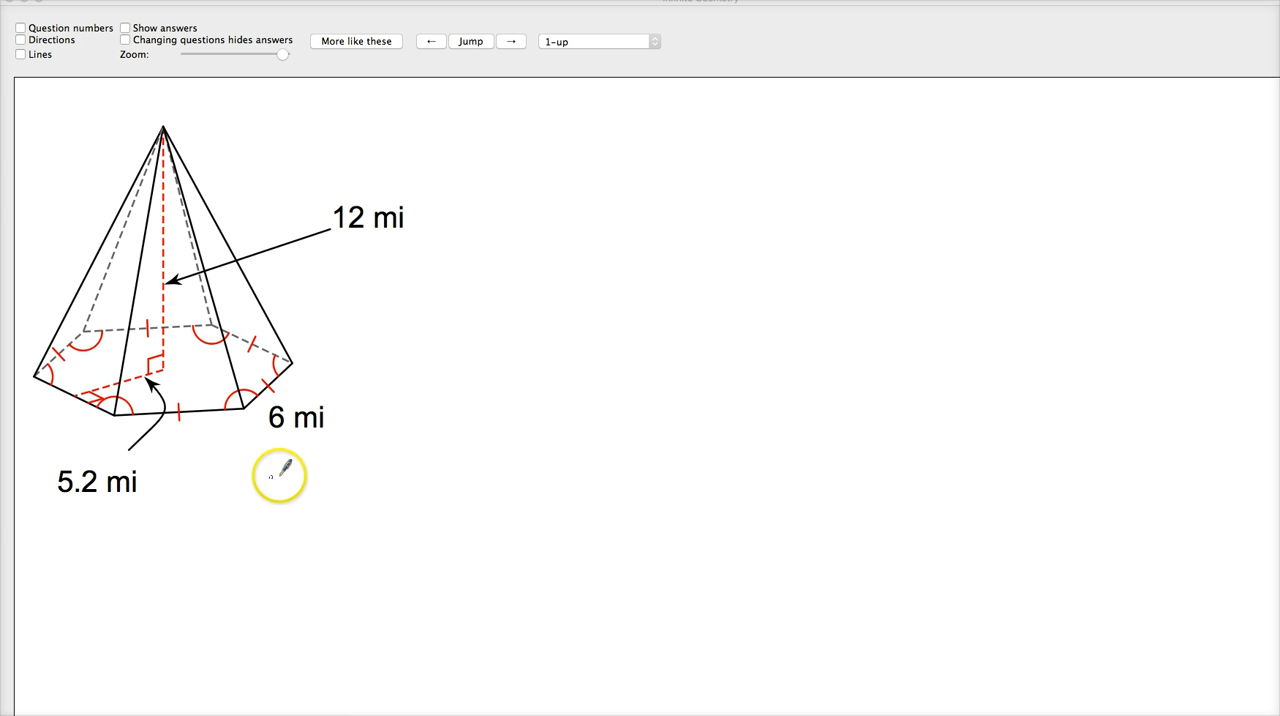 Question numbers Show answers
Directions Changing questions hides answers More like these ← Jump → 1-up
Lines Zoom:
12 mi
6 mi
5.2 mi